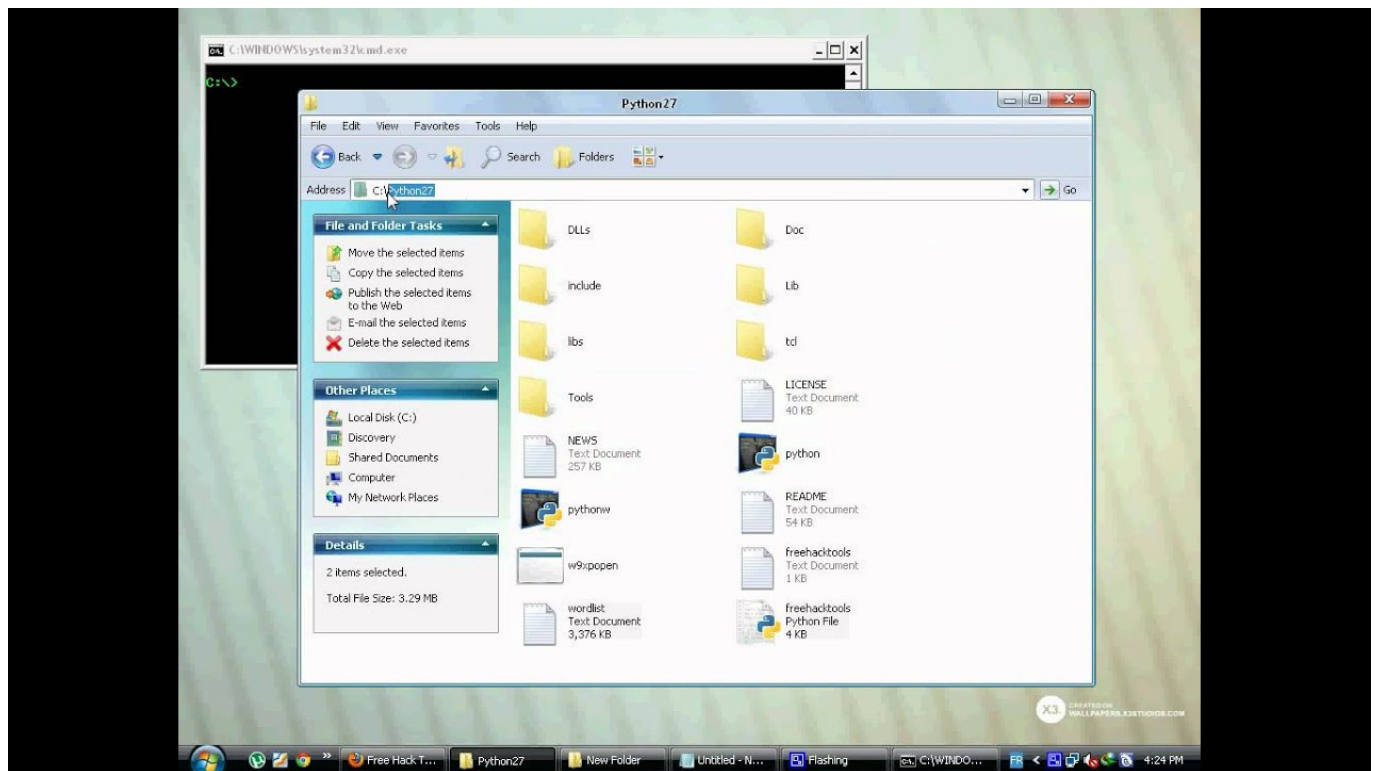 C:\WINDOWS\system32\cmd.exe
C:\>
Python27
File Edit View Favorites Tools Help
Back Search Folders
Address C:\Python27 Go
File and Folder Tasks
Move the selected items
Copy the selected items
Publish the selected items
to the Web
E-mail the selected items
Delete the selected items
Other Places
Local Disk (C:)
Discovery
Shared Documents
Computer
My Network Places
Details
2 items selected.
Total File Size: 3.29 MB
DLLs
Doc
include
Lib
libs
tcl
Tools
LICENSE
Text Document
40 KB
NEWS
Text Document
257 KB
python
pythonw
README
Text Document
54 KB
w9xpopen
freehacktools
Text Document
1 KB
wordlist
Text Document
3,376 KB
freehacktools
Python File
4 KB
X3.
CREATED ON
WALLPAPERS.X3STUDIOS.COM
Free Hack T... Python27 New Folder Untitled - N... Flashing C:\WINDO... FR 4:24 PM